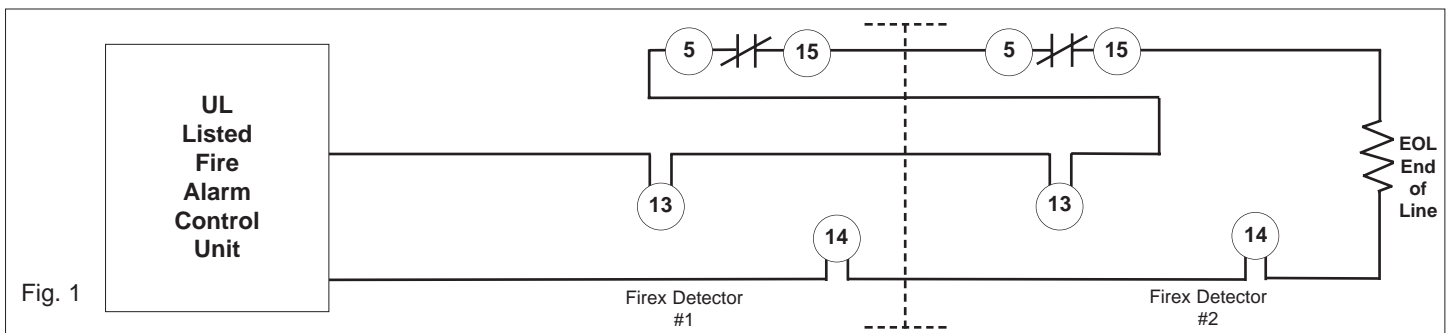 UL
Listed
Fire
Alarm
Control
Unit
5
15
5
15
13
13
14
14
EOL
End
of
Line
Fig. 1
Firex Detector
#1
Firex Detector
#2